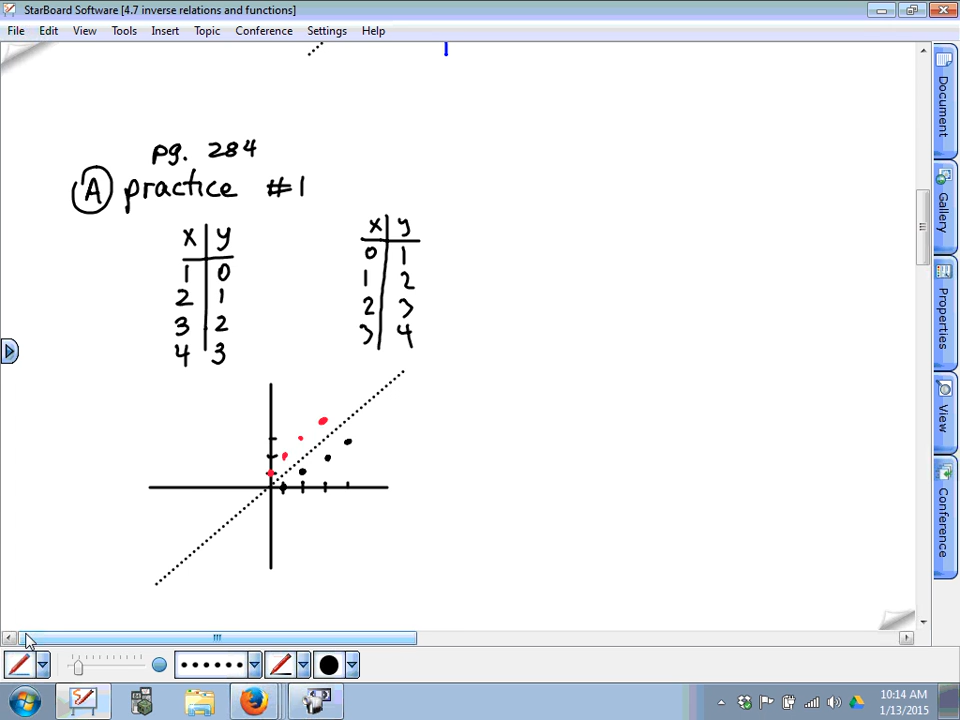 StarBoard Software [4.7 inverse relations and functions]
File Edit View Tools Insert Topic Conference Settings Help
Document
Gallery
Properties
View
Conference
pg. 284
(A) practice #1
x y
1 0
2 1
3 2
4 3
x y
0 1
1 2
2 3
3 4
10:14 AM
1/13/2015